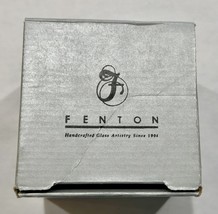 F
FENTON
Handcrafted Glass Artistry Since 1905